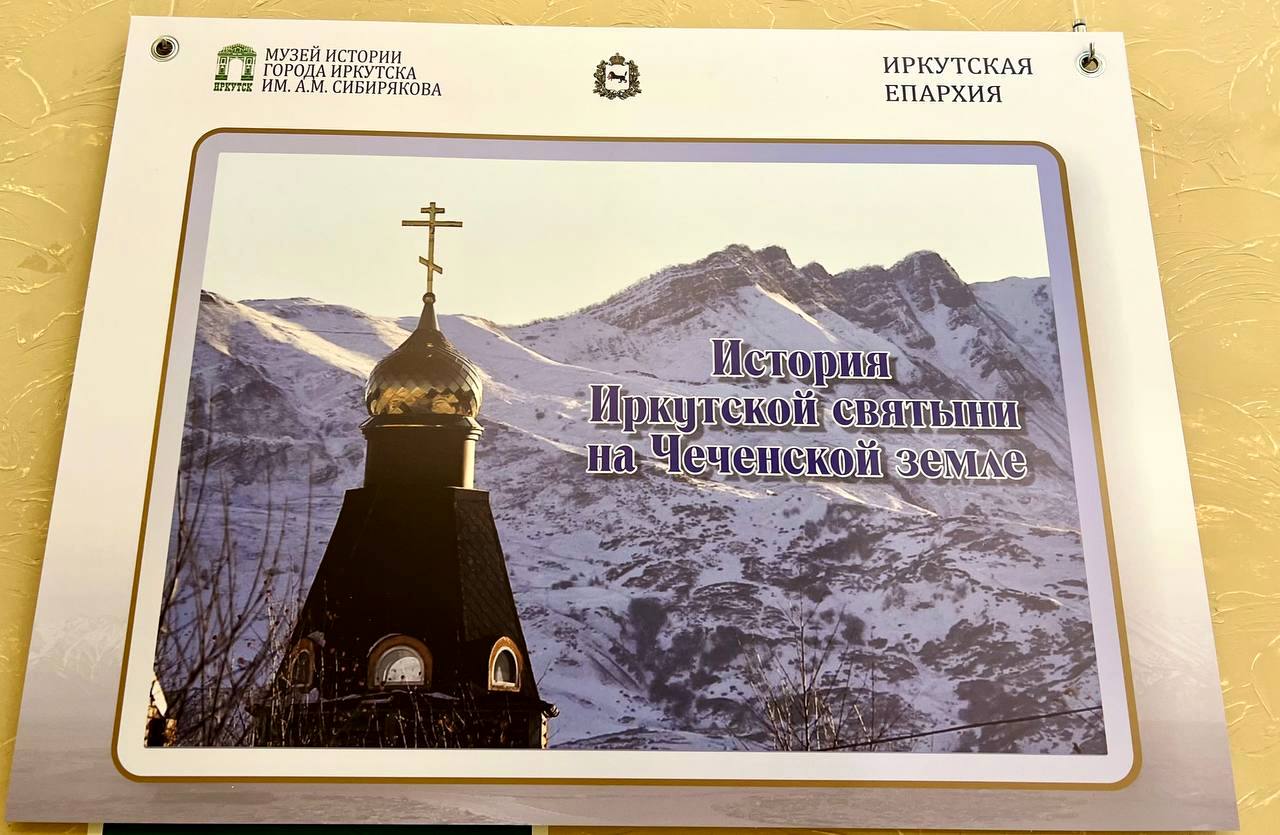 МУЗЕЙ ИСТОРИИ
ГОРОДА ИРКУТСКА
ИМ. А.М. СИБИРЯКОВА
ИРКУТСК
ИРКУТСКАЯ
ЕПАРХИЯ
История
Иркутской святыни
на Чеченской земле